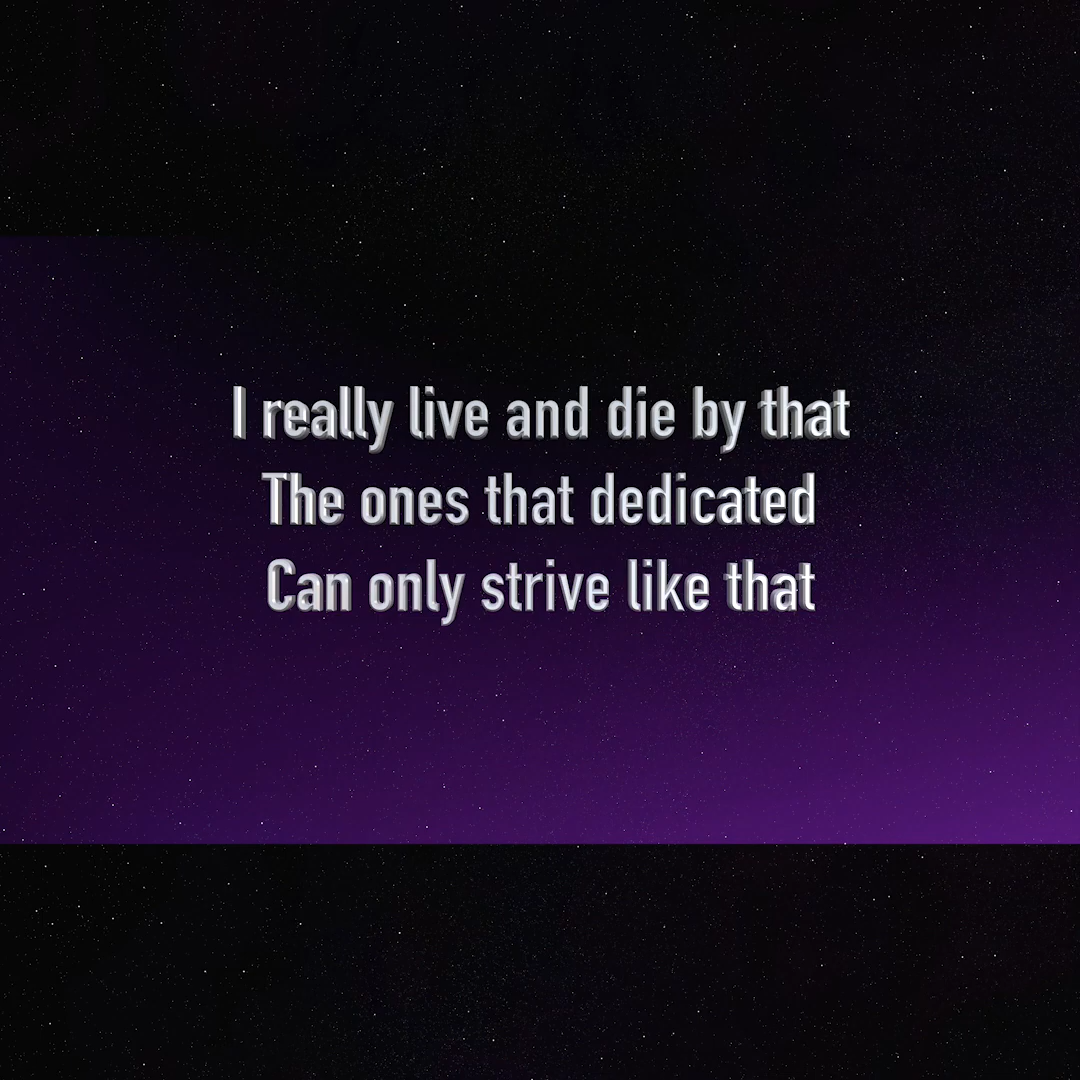 I really live and die by that
The ones that dedicated
Can only strive like that